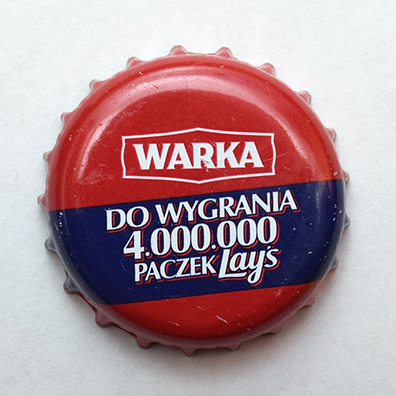 WARKA
DO WYGRANIA
4.000.000
PACZEK Lay's